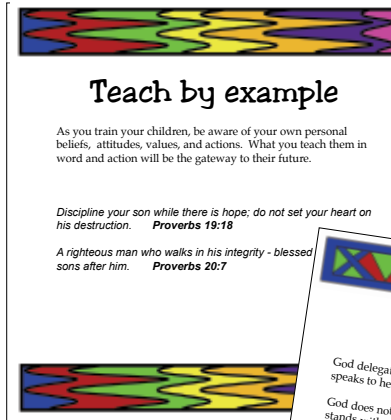 Teach by example
As you train your children, be aware of your own personal
beliefs, attitudes, values, and actions. What you teach them in
word and action will be the gateway to their future.
Discipline your son while there is hope; do not set your heart on
his destruction. Proverbs 19:18
A righteous man who walks in his integrity - blessed
sons after him. Proverbs 20:7
God
speaks to
God does
stands